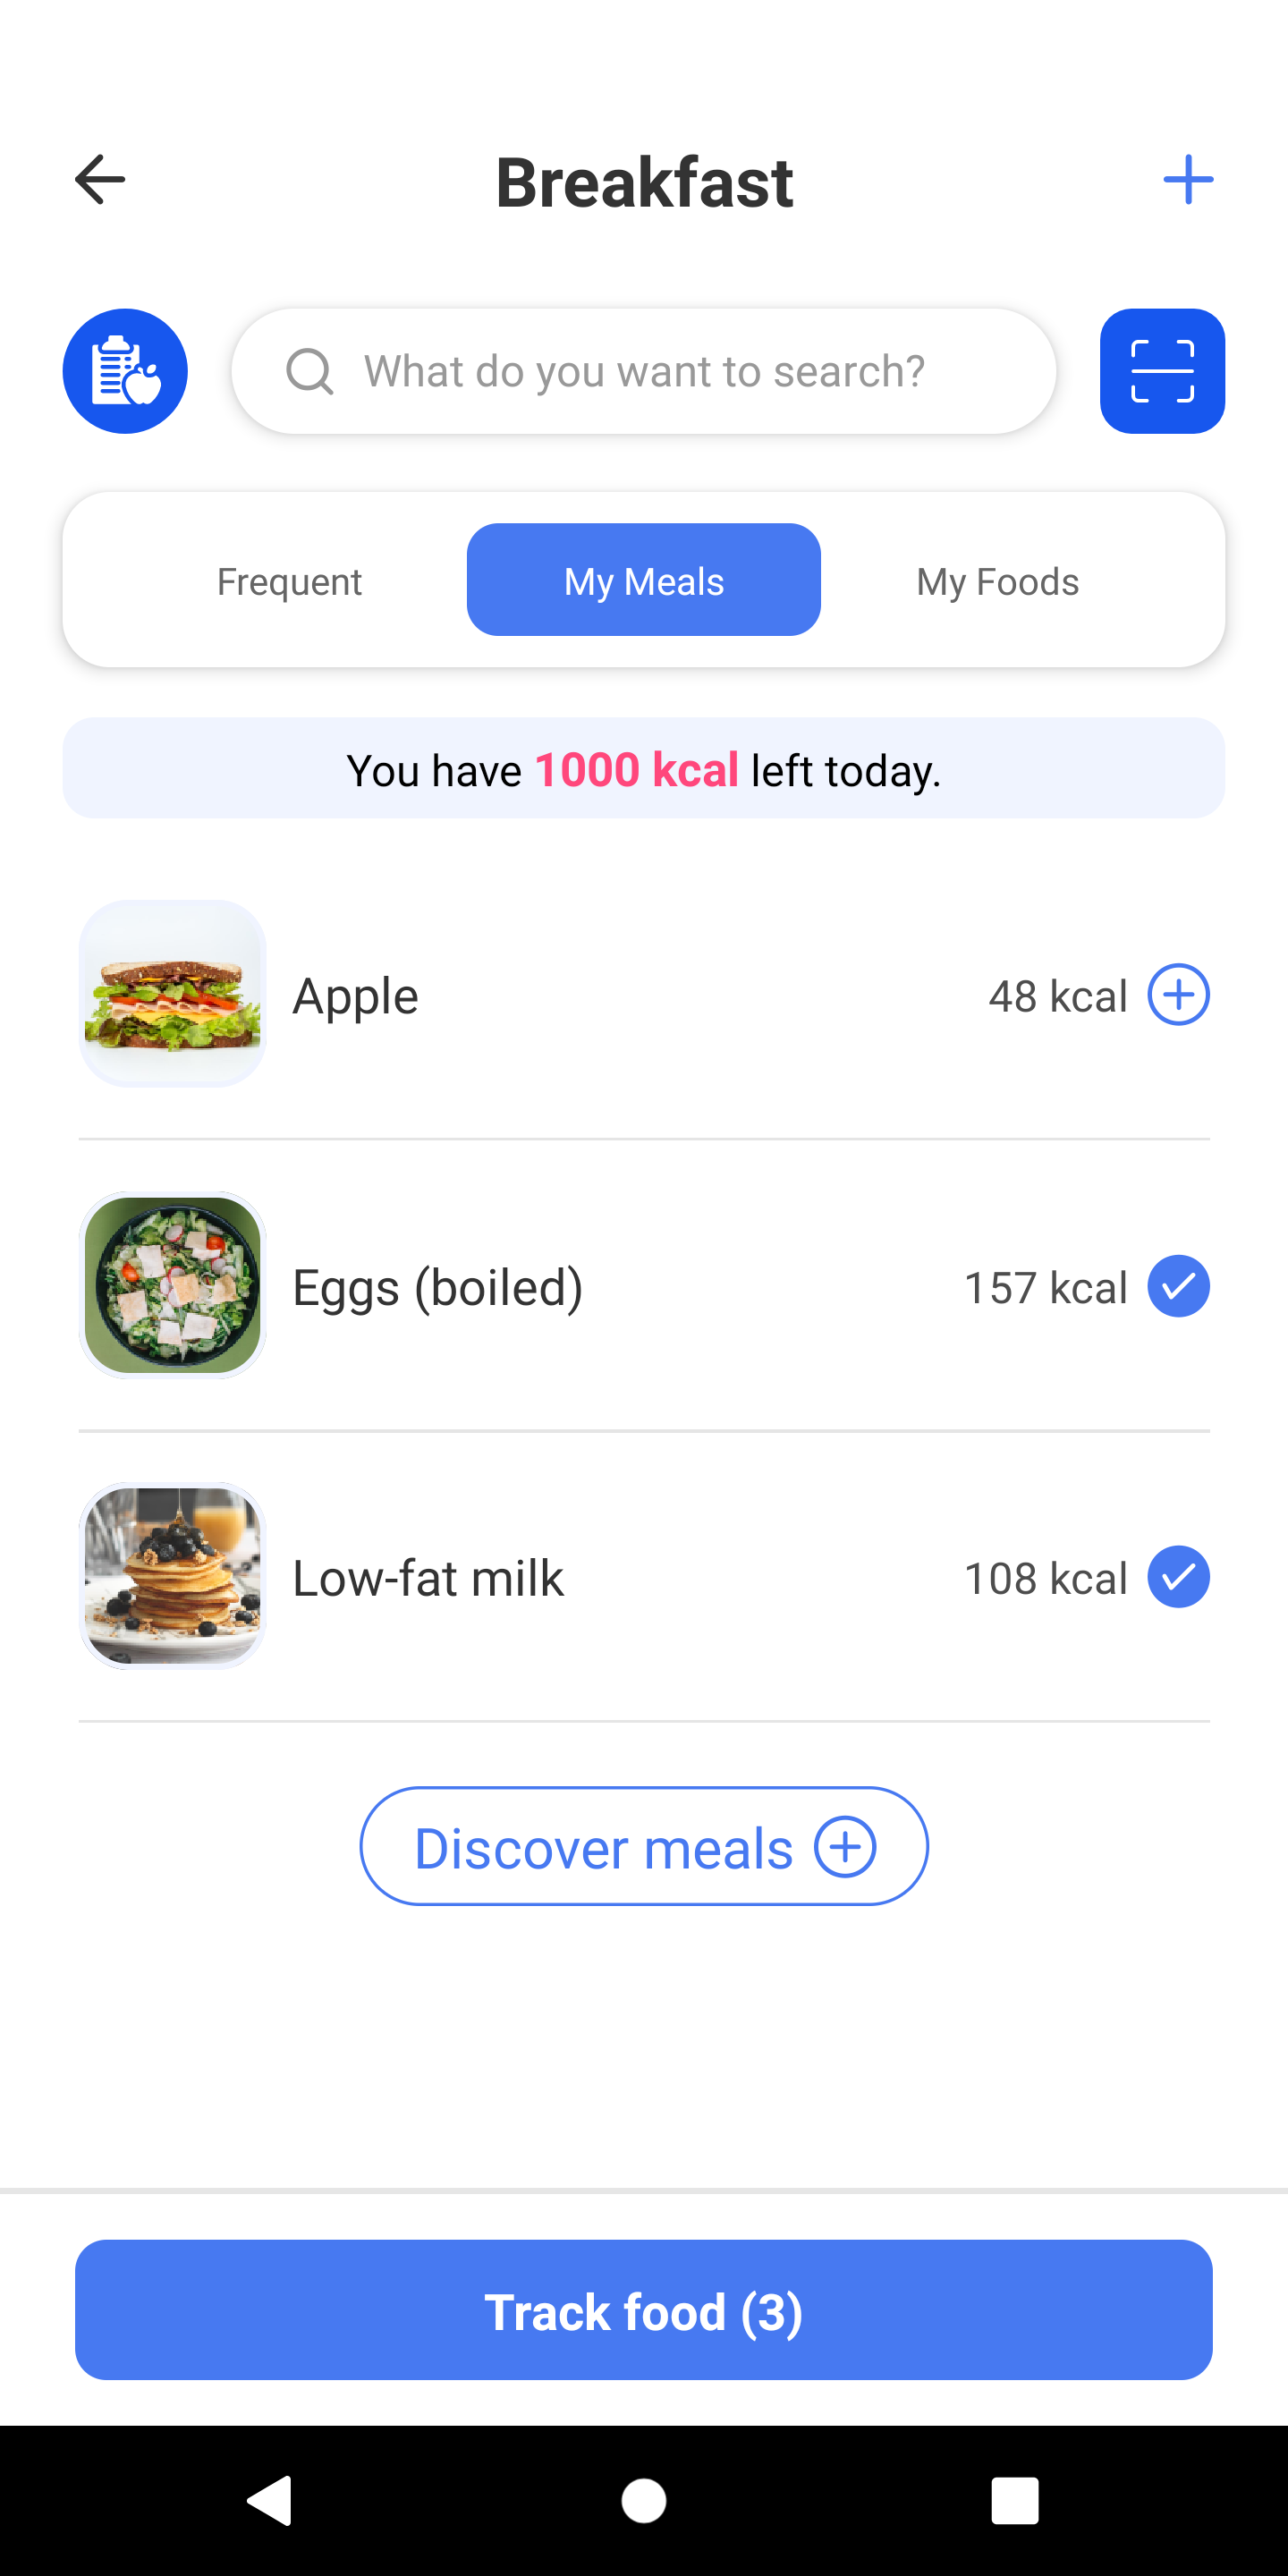 Breakfast
What do you want to search?
Frequent
My Meals
My Foods
You have 1000 kcal left today.
Apple
48 kcal
Eggs (boiled)
157 kcal
Low-fat milk
108 kcal
Discover meals
Track food (3)